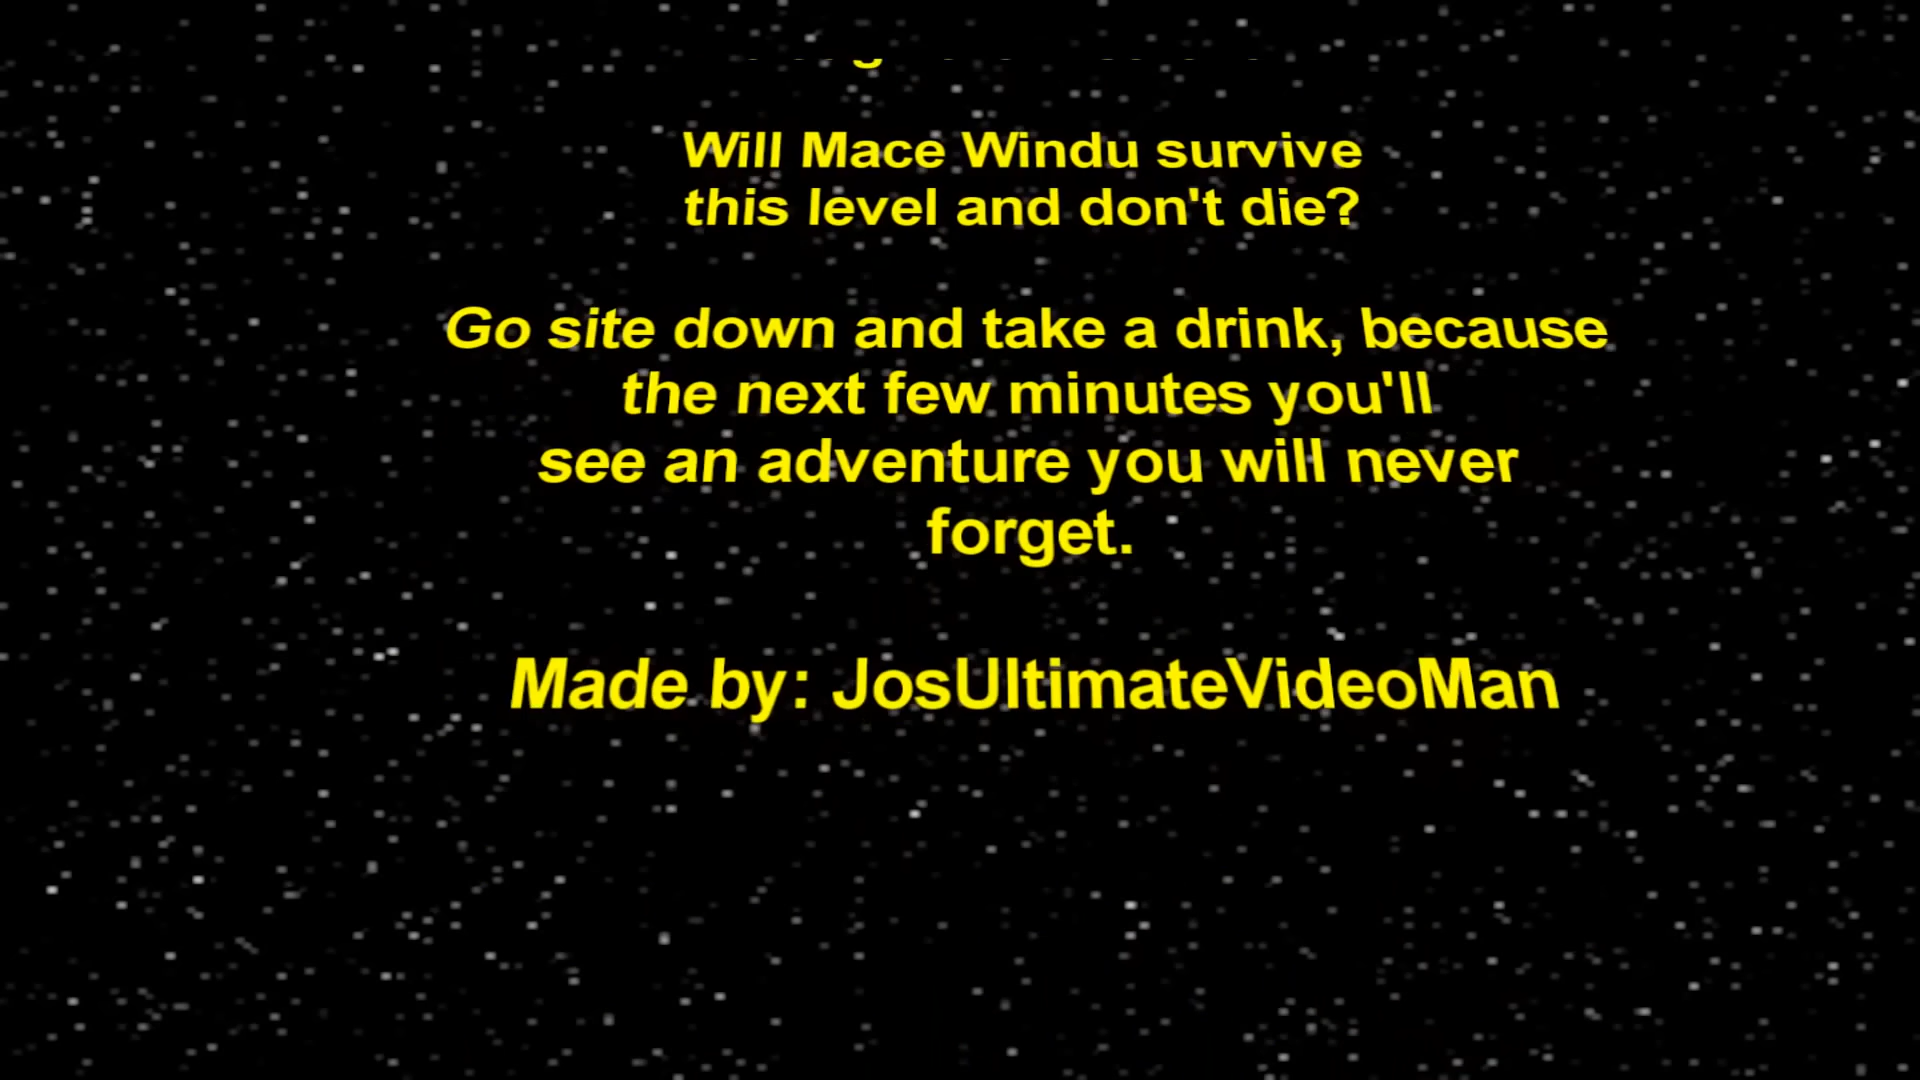 Will Mace Windu survive
this level and don't die?
Go site down and take a drink, because
the next few minutes you'll
see an adventure you will never
forget.
Made by: JosUltimateVideoMan